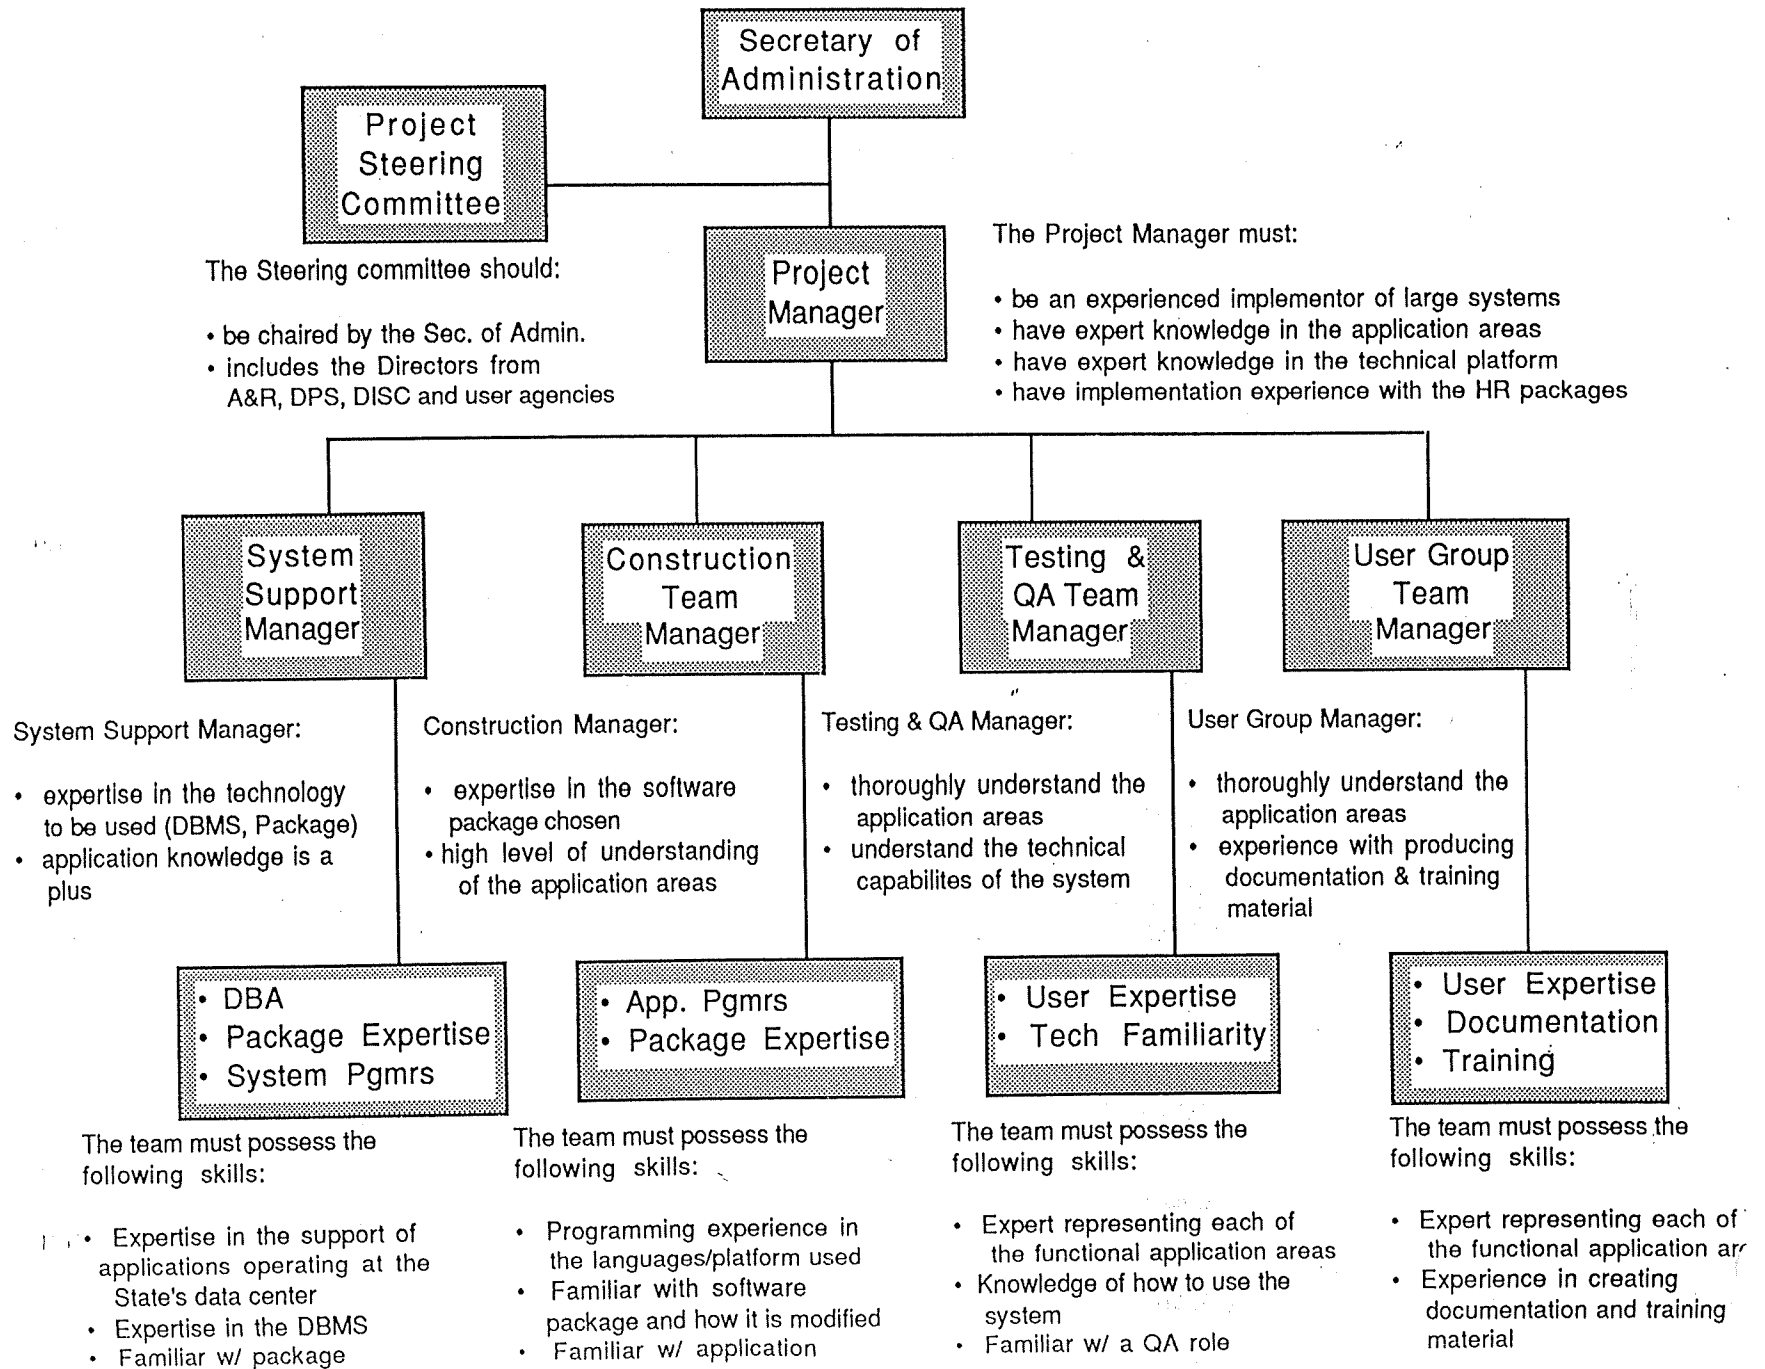 Secretary of
Administration
Project
Steering
Committee
The Steering committee should:
• be chaired by the Sec. of Admin.
• includes the Directors from
A&R, DPS, DISC and user agencies
Project
Manager
The Project Manager must:
• be an experienced implementor of large systems
• have expert knowledge in the application areas
• have expert knowledge in the technical platform
• have implementation experience with the HR packages
System
Support
Manager
Construction
Team
Manager
Testing &
QA Team
Manager
User Group
Team
Manager
System Support Manager:
• expertise in the technology
to be used (DBMS, Package)
• application knowledge is a
plus
Construction Manager:
• expertise in the software
package chosen
• high level of understanding
of the application areas
Testing & QA Manager:
• thoroughly understand the
application areas
• understand the technical
capabilites of the system
User Group Manager:
• thoroughly understand the
application areas
• experience with producing
documentation & training
material
• DBA
• Package Expertise
• System Pgmrs
• App. Pgmrs
• Package Expertise
• User Expertise
• Tech Familiarity
• User Expertise
• Documentation
• Training
The team must possess the
following skills:
• Expertise in the support of
applications operating at the
State's data center
• Expertise in the DBMS
• Familiar w/ package
The team must possess the
following skills:
• Programming experience in
the languages/platform used
• Familiar with software
package and how it is modified
• Familiar w/ application
The team must possess the
following skills:
• Expert representing each of
the functional application areas
• Knowledge of how to use the
system
• Familiar w/ a QA role
The team must possess the
following skills:
• Expert representing each of
the functional application
• Experience in creating
documentation and training
material